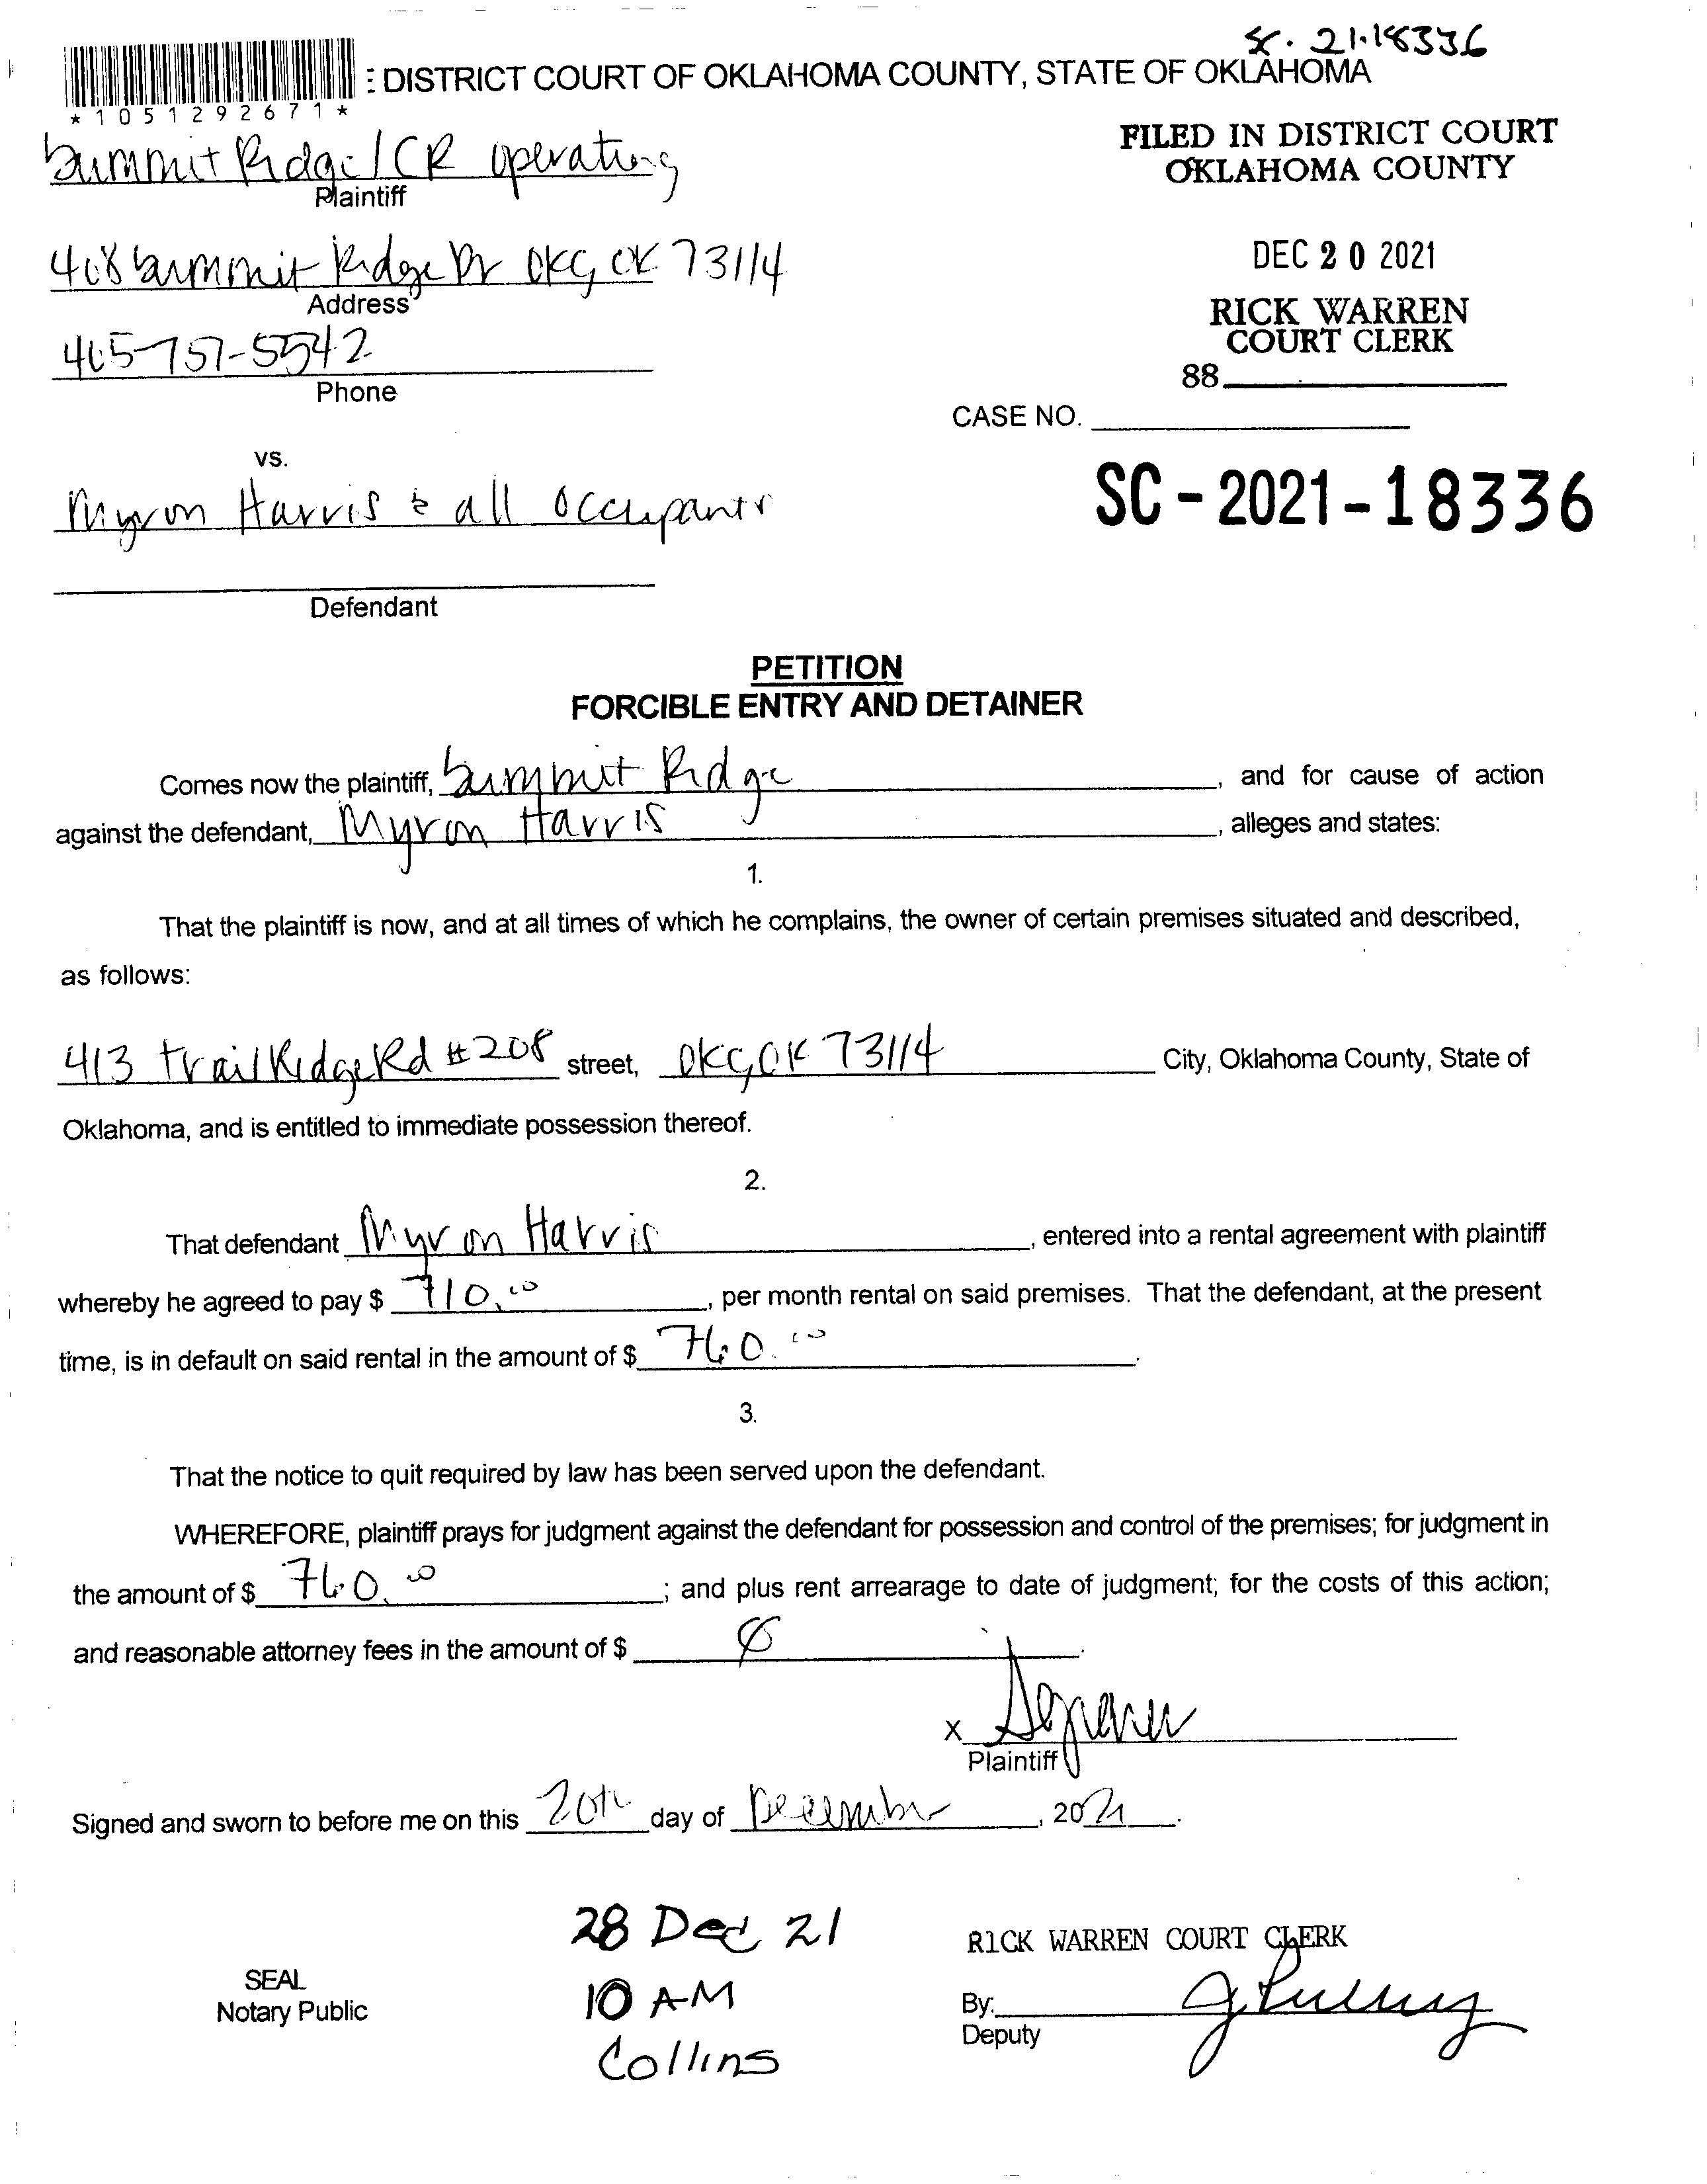 SC. 21-18336
: DISTRICT COURT OF OKLAHOMA COUNTY, STATE OF OKLAHOMA
*1051292671*
Summit Ridge/CR operating
Plaintiff
FILED IN DISTRICT COURT
OKLAHOMA COUNTY
408 Summit Ridge Dr OKC, OK 73114
Address
DEC 20 2021
RICK WARREN
COURT CLERK
405-757-5542
Phone
88
CASE NO.
vs.
SC-2021-18336
Myron Harris & all occupants
Defendant
PETITION
FORCIBLE ENTRY AND DETAINER
Comes now the plaintiff, Summit Ridge, and for cause of action
against the defendant, Myron Harris, alleges and states:
1.
That the plaintiff is now, and at all times of which he complains, the owner of certain premises situated and described,
as follows:
413 Trail Ridge Rd #208 street, OKC, OK 73114 City, Oklahoma County, State of
Oklahoma, and is entitled to immediate possession thereof.
2.
That defendant Myron Harris, entered into a rental agreement with plaintiff
whereby he agreed to pay $ 710.00, per month rental on said premises. That the defendant, at the present
time, is in default on said rental in the amount of $ 760.00.
3.
That the notice to quit required by law has been served upon the defendant.
WHEREFORE, plaintiff prays for judgment against the defendant for possession and control of the premises; for judgment in
the amount of $ 760.00; and plus rent arrearage to date of judgment; for the costs of this action;
and reasonable attorney fees in the amount of $ Ø.
X
Plaintiff
Signed and sworn to before me on this 20th day of December, 2021.
28 Dec 21
10 AM
Collins
RICK WARREN COURT CLERK
SEAL
Notary Public
By:
Deputy